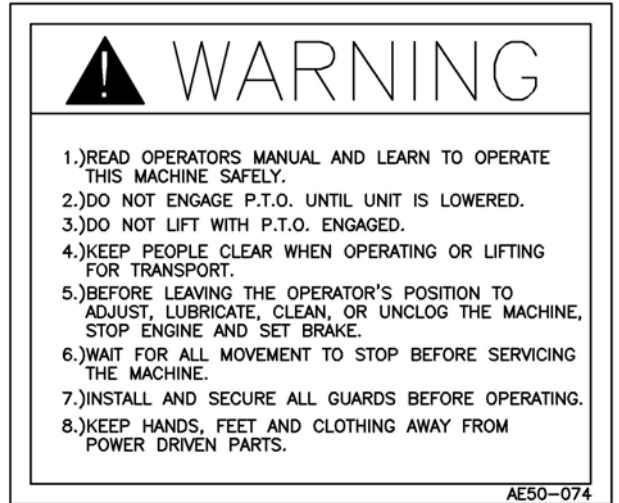 WARNING
1.)READ OPERATORS MANUAL AND LEARN TO OPERATE
THIS MACHINE SAFELY.
2.)DO NOT ENGAGE P.T.O. UNTIL UNIT IS LOWERED.
3.)DO NOT LIFT WITH P.T.O. ENGAGED.
4.)KEEP PEOPLE CLEAR WHEN OPERATING OR LIFTING
FOR TRANSPORT.
5.)BEFORE LEAVING THE OPERATOR'S POSITION TO
ADJUST, LUBRICATE, CLEAN, OR UNCLOG THE MACHINE,
STOP ENGINE AND SET BRAKE.
6.)WAIT FOR ALL MOVEMENT TO STOP BEFORE SERVICING
THE MACHINE.
7.)INSTALL AND SECURE ALL GUARDS BEFORE OPERATING.
8.)KEEP HANDS, FEET AND CLOTHING AWAY FROM
POWER DRIVEN PARTS.
AE50-074